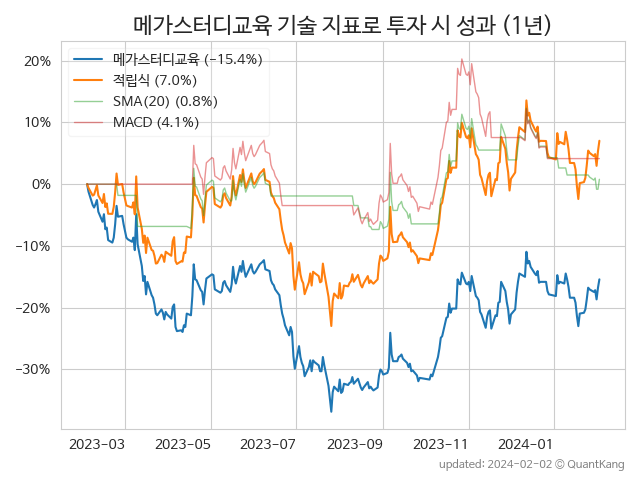 메가스터디교육 기술 지표로 투자 시 성과 (1년)
메가스터디교육 (−15.4%)
적립식 (7.0%)
SMA(20) (0.8%)
MACD (4.1%)
20%
10%
0%
−10%
−20%
−30%
2023−03 2023−05 2023−07 2023−09 2023−11 2024−01
updated: 2024-02-02 © QuantKang